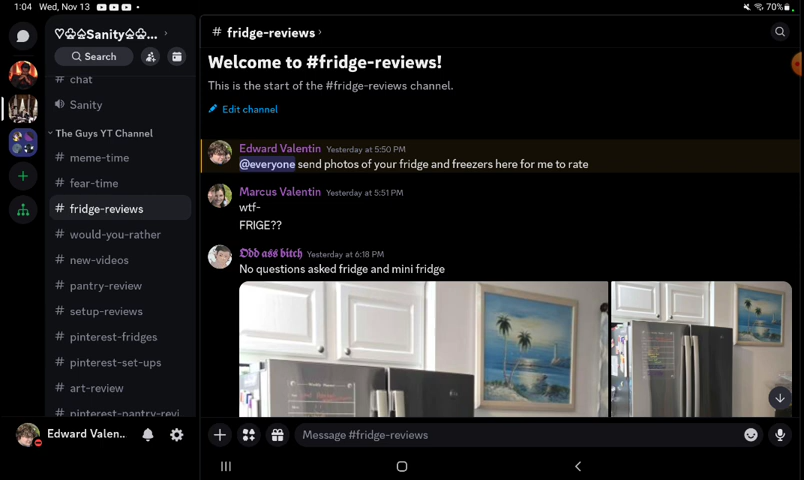 1:04 Wed, Nov 13
70%
♡♧♤Sanity♤♧...
Search
chat
Sanity
The Guys YT Channel
meme-time
fear-time
fridge-reviews
would-you-rather
new-videos
pantry-review
setup-reviews
pinterest-fridges
pinterest-set-ups
art-review
pinterest-pantry-revi
Edward Valen..
# fridge-reviews
Welcome to #fridge-reviews!
This is the start of the #fridge-reviews channel.
Edit channel
Edward Valentin Yesterday at 5:50 PM
@everyone send photos of your fridge and freezers here for me to rate
Marcus Valentin Yesterday at 5:51 PM
wtf-
FRIGE??
Odd ass bitch Yesterday at 6:18 PM
No questions asked fridge and mini fridge
Message #fridge-reviews